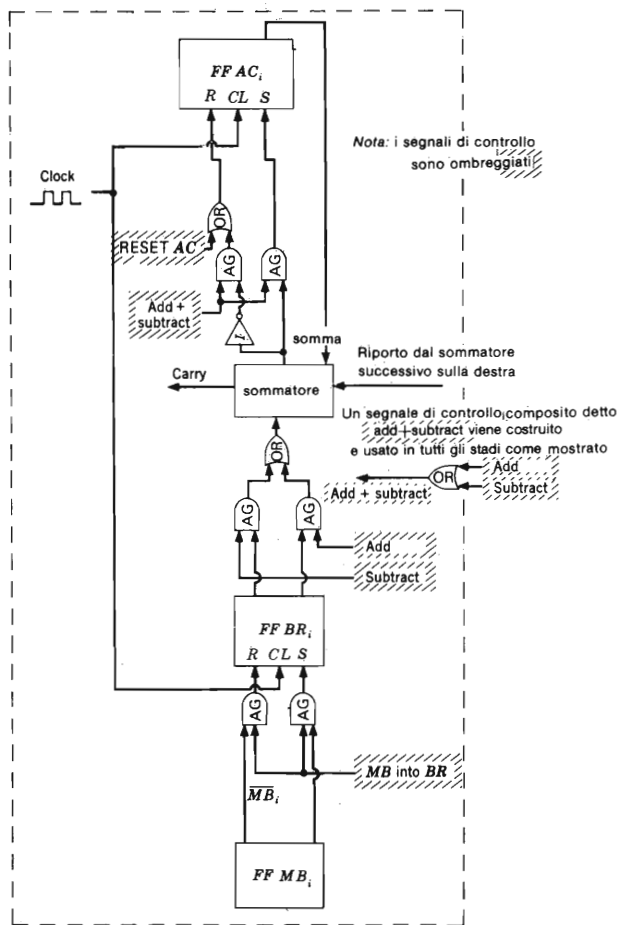 FF AC_i
R CL S
Nota: i segnali di controllo
sono ombreggiati
Clock
OR
RESET AC
AG
AG
Add +
subtract
I
somma
Riporto dal sommatore
successivo sulla destra
Carry
sommatore
Un segnale di controllo composito detto
add + subtract viene costruito
e usato in tutti gli stadi come mostrato
OR
Add
OR
Subtract
Add + subtract
AG
AG
Add
Subtract
FF BR_i
R CL S
AG
AG
MB into BR
\overline{MB}_i
FF MB_i